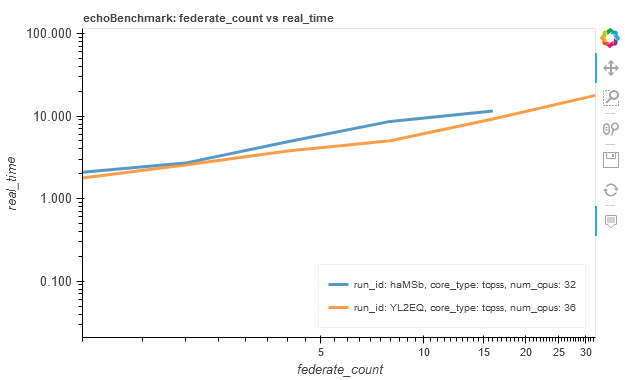 echoBenchmark: federate_count vs real_time
100.000
10.000
1.000
0.100
real_time
5
10
15
20
25
30
federate_count
run_id: haMSb, core_type: tcpss, num_cpus: 32
run_id: YL2EQ, core_type: tcpss, num_cpus: 36